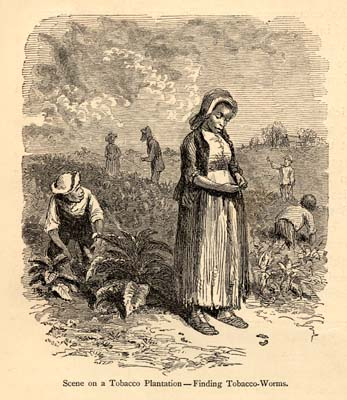 Scene on a Tobacco Plantation — Finding Tobacco-Worms.